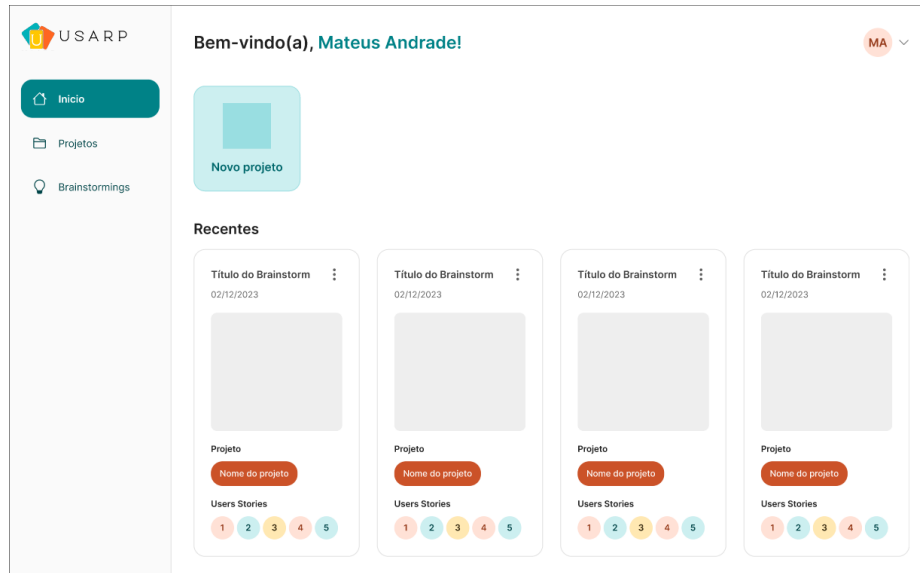 U USARP
Bem-vindo(a), Mateus Andrade!
MA
Início
Projetos
Brainstormings
Novo projeto
Recentes
Título do Brainstorm
02/12/2023
Projeto
Nome do projeto
Users Stories
1 2 3 4 5
Título do Brainstorm
02/12/2023
Projeto
Nome do projeto
Users Stories
1 2 3 4 5
Título do Brainstorm
02/12/2023
Projeto
Nome do projeto
Users Stories
1 2 3 4 5
Título do Brainstorm
02/12/2023
Projeto
Nome do projeto
Users Stories
1 2 3 4 5